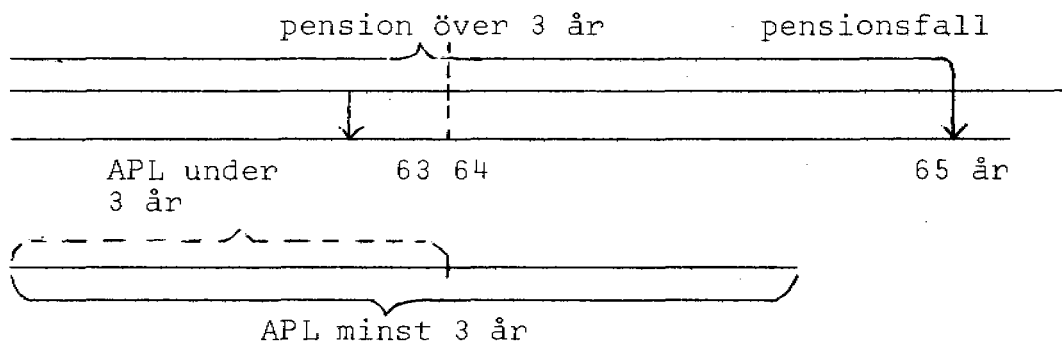 pension över 3 år pensionsfall
APL under 63 64 65 år
3 år
APL minst 3 år